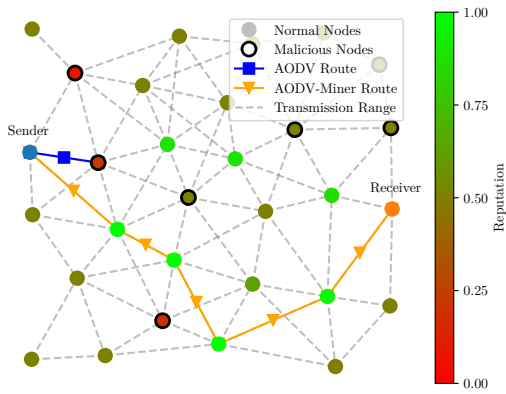 Normal Nodes
Malicious Nodes
AODV Route
AODV-Miner Route
Transmission Range
Sender
Receiver
1.00
0.75
0.50
0.25
0.00
Reputation